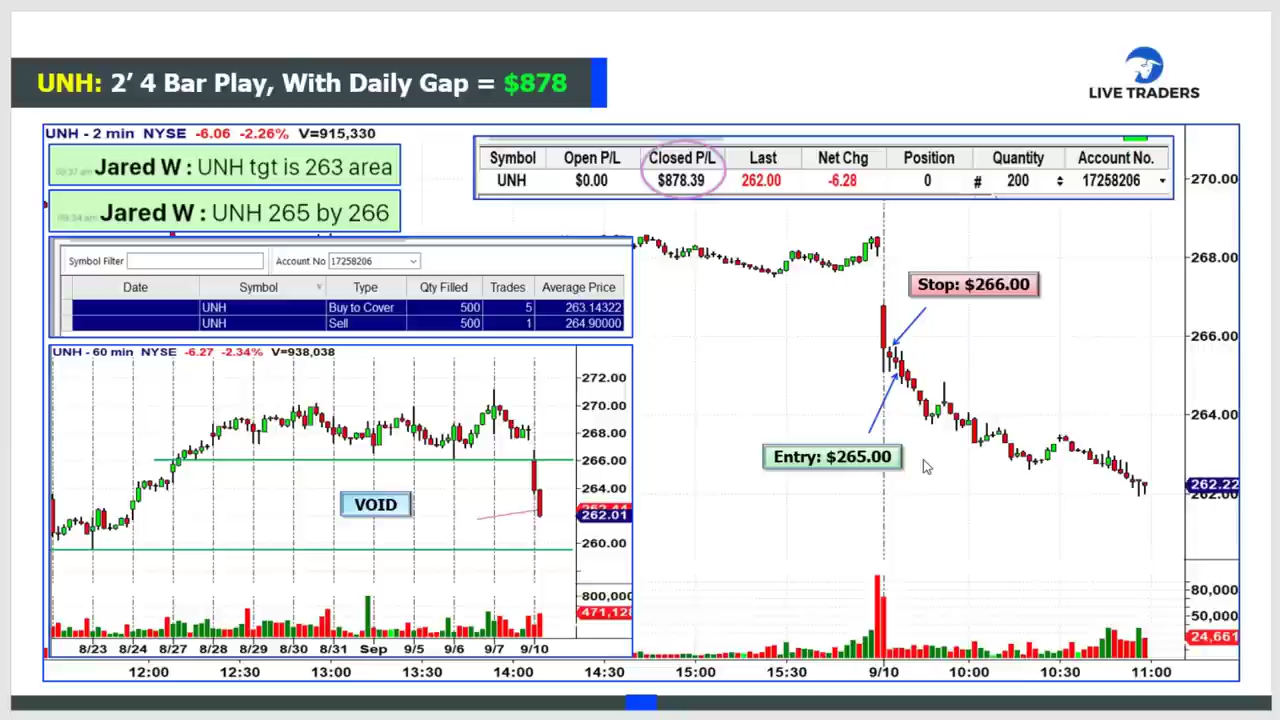 UNH: 2’ 4 Bar Play, With Daily Gap = $878
LIVE TRADERS
UNH - 2 min NYSE -6.06 -2.26% V=915,330
09:37 am Jared W : UNH tgt is 263 area
09:34 am Jared W : UNH 265 by 266
Symbol Open P/L Closed P/L Last Net Chg Position Quantity Account No.
UNH $0.00 $878.39 262.00 -6.28 0 # 200 17258206
Symbol Filter Account No 17258206
Date Symbol Type Qty Filled Trades Average Price
UNH Buy to Cover 500 5 263.14322
UNH Sell 500 1 264.90000
UNH - 60 min NYSE -6.27 -2.34% V=938,038
272.00
270.00
268.00
266.00
264.00
262.01
260.00
VOID
800,000
471,128
8/23 8/24 8/27 8/28 8/29 8/30 8/31 Sep 9/5 9/6 9/7 9/10
Stop: $266.00
Entry: $265.00
270.00
268.00
266.00
264.00
262.22
262.00
80,000
50,000
24,661
12:00 12:30 13:00 13:30 14:00 14:30 15:00 15:30 9/10 10:00 10:30 11:00